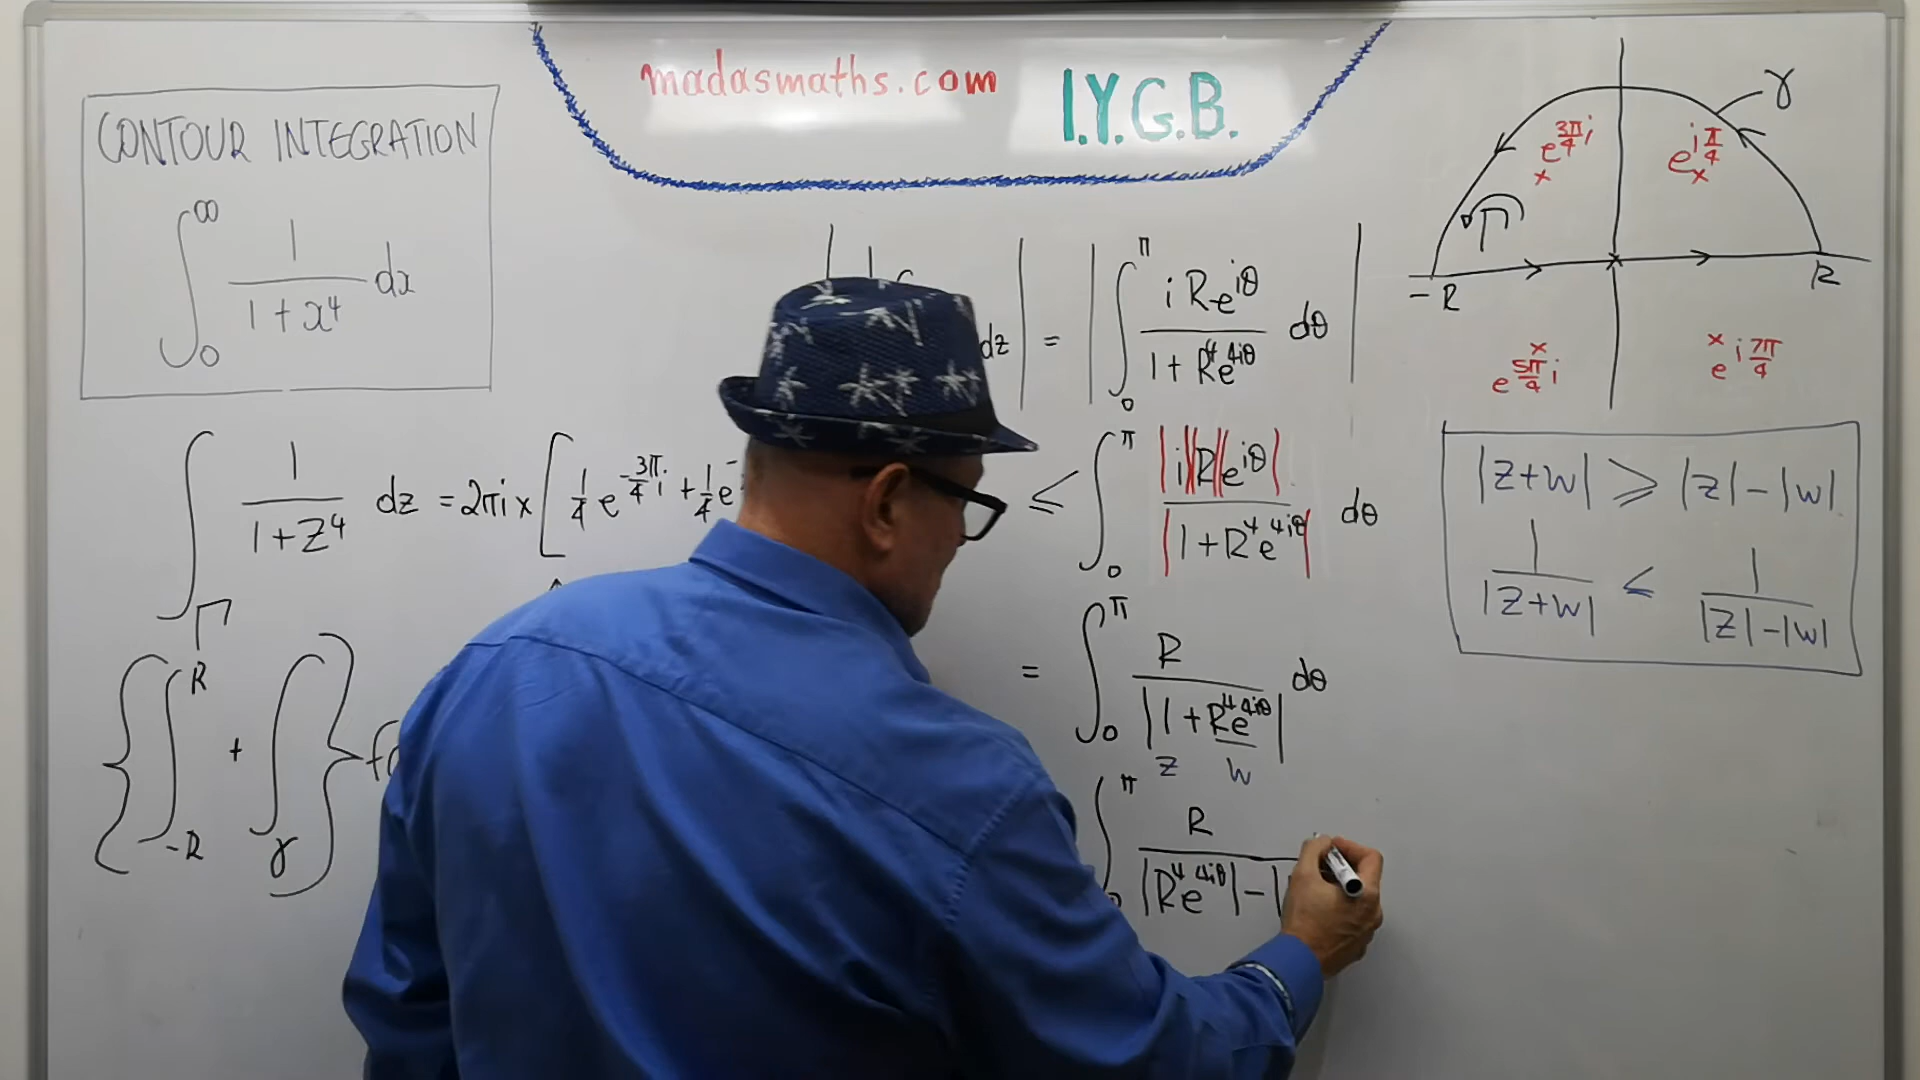 madasmaths.com I.Y.G.B.
CONTOUR INTEGRATION
∫₀^∞ 1/(1+x⁴) dx
∫_Γ 1/(1+z⁴) dz = 2πi × [ 1/4 e^(-3π/4 i) + 1/4 e^-
{ ∫_{-R}^{R} + ∫_γ } f
dz | = | ∫₀^π iRe^(iθ)/(1+R⁴e^(4iθ)) dθ |
≤ ∫₀^π |i||R||e^(iθ)|/|1+R⁴e^(4iθ)| dθ
= ∫₀^π R/|1+R⁴e^(4iθ)| dθ
z w
∫₀^π R/(|R⁴e^(4iθ)| - |
γ
e^(3π/4 i) e^(i π/4)
x x
Γ
-R R
x x
e^(5π/4 i) e^(i 7π/4)
|z+w| ⩾ |z|-|w|
1/|z+w| ≤ 1/(|z|-|w|)